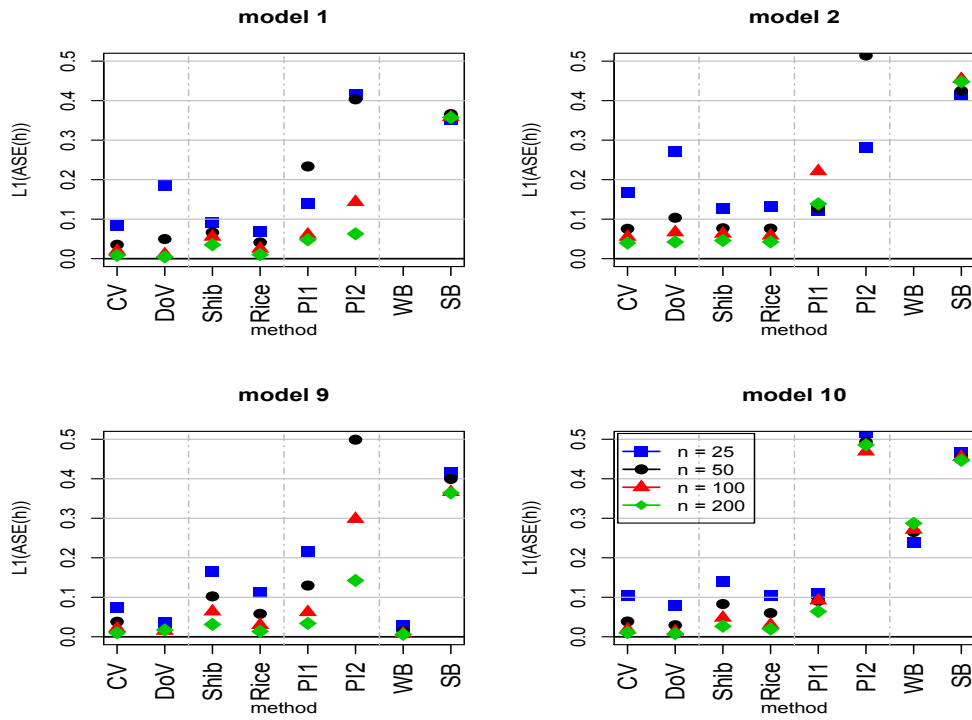 model 1
L1(ASE(h))
0.5
0.4
0.3
0.2
0.1
0.0
CV
DoV
Shib
Rice
PI1
PI2
WB
SB
method
model 2
L1(ASE(h))
0.5
0.4
0.3
0.2
0.1
0.0
CV
DoV
Shib
Rice
PI1
PI2
WB
SB
method
model 9
L1(ASE(h))
0.5
0.4
0.3
0.2
0.1
0.0
CV
DoV
Shib
Rice
PI1
PI2
WB
SB
method
model 10
L1(ASE(h))
0.5
0.4
0.3
0.2
0.1
0.0
n = 25
n = 50
n = 100
n = 200
CV
DoV
Shib
Rice
PI1
PI2
WB
SB
method